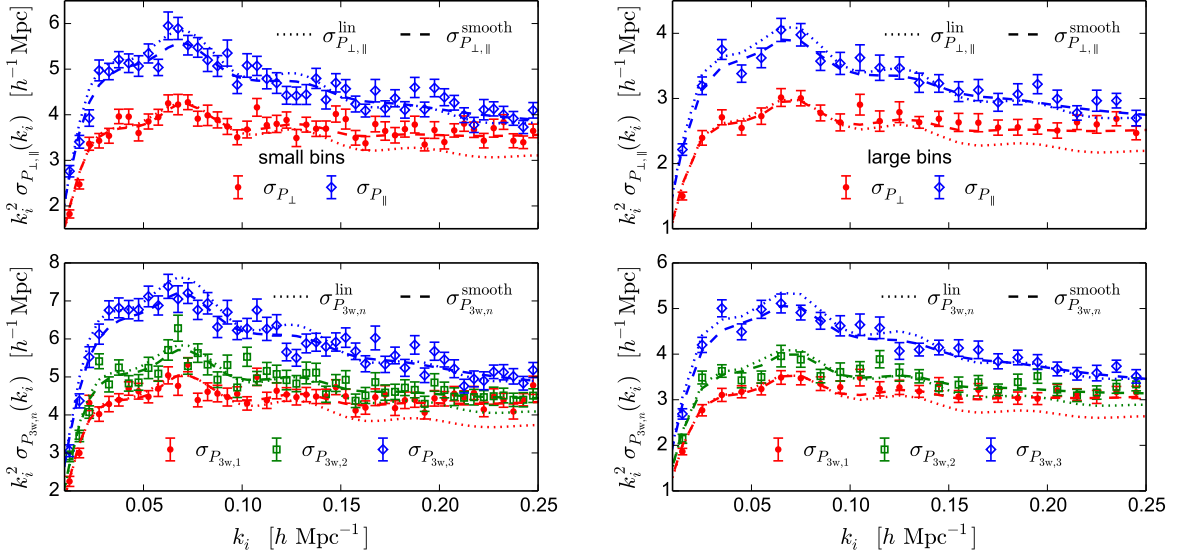 k_i^2 σ_{P_{⊥,∥}}(k_i) [h^{-1} Mpc]
6
5
4
3
2
σ^{lin}_{P_{⊥,∥}} σ^{smooth}_{P_{⊥,∥}}
small bins
σ_{P_⊥} σ_{P_∥}
[h^{-1} Mpc]
k_i^2 σ_{P_{⊥,∥}}(k_i)
4
3
2
1
σ^{lin}_{P_{⊥,∥}} σ^{smooth}_{P_{⊥,∥}}
large bins
σ_{P_⊥} σ_{P_∥}
k_i^2 σ_{P_{3w,n}}(k_i) [h^{-1} Mpc]
8
7
6
5
4
3
2
σ^{lin}_{P_{3w,n}} σ^{smooth}_{P_{3w,n}}
σ_{P_{3w,1}} σ_{P_{3w,2}} σ_{P_{3w,3}}
0.05 0.10 0.15 0.20 0.25
k_i [h Mpc^{-1}]
k_i^2 σ_{P_{3w,n}}(k_i) [h^{-1} Mpc]
6
5
4
3
2
1
σ^{lin}_{P_{3w,n}} σ^{smooth}_{P_{3w,n}}
σ_{P_{3w,1}} σ_{P_{3w,2}} σ_{P_{3w,3}}
0.05 0.10 0.15 0.20 0.25
k_i [h Mpc^{-1}]